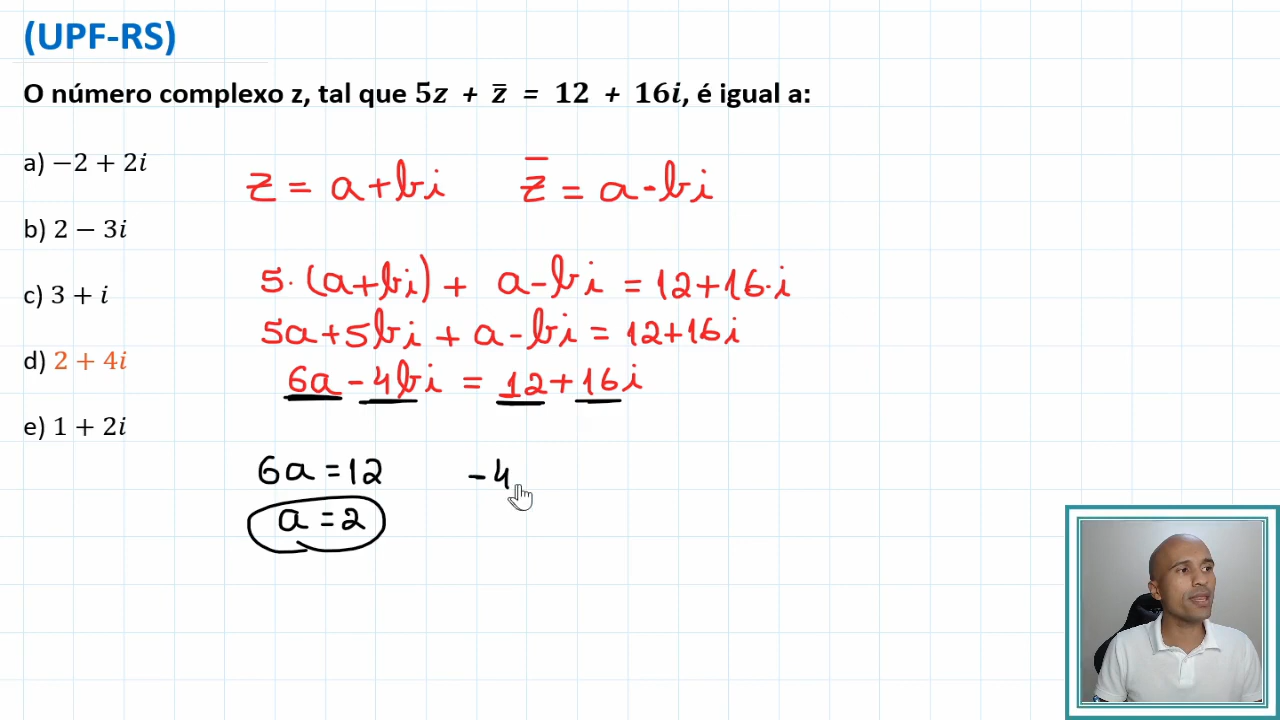 (UPF-RS)
O número complexo z, tal que 5z + z̅ = 12 + 16i, é igual a:
a) −2 + 2i
z = a+bi z̅ = a-bi
b) 2 − 3i
5·(a+bi) + a-bi = 12+16·i
c) 3 + i
5a+5bi + a-bi = 12+16i
d) 2 + 4i
6a - 4bi = 12+16i
e) 1 + 2i
6a = 12 -4
a = 2